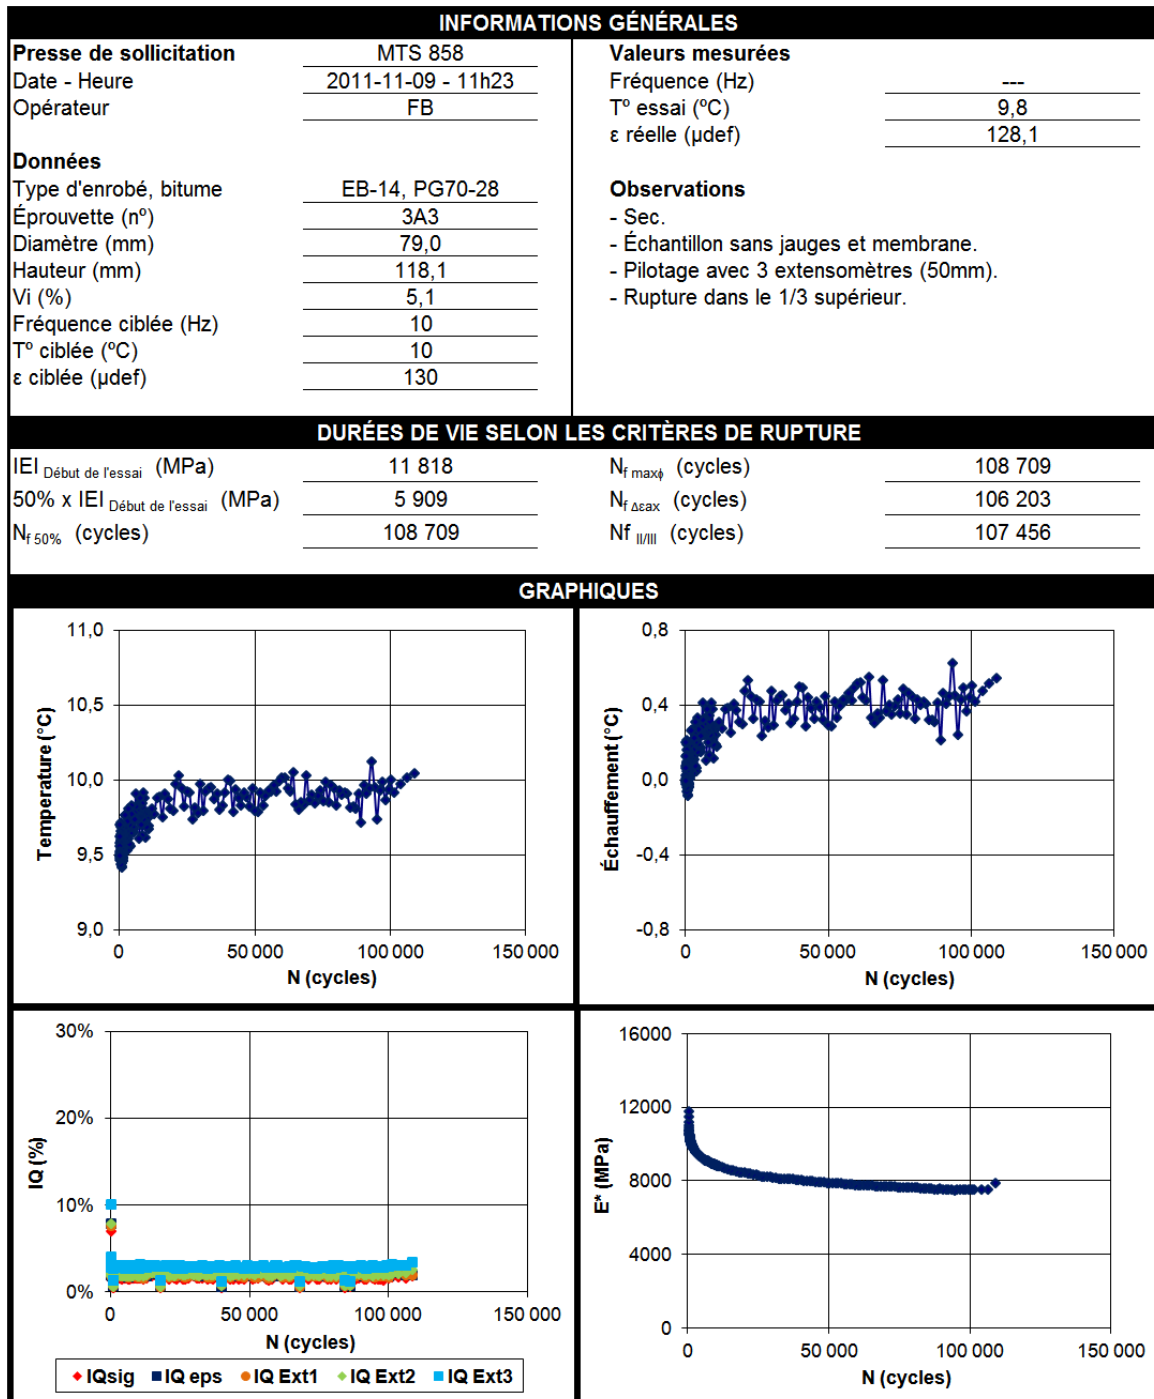 INFORMATIONS GÉNÉRALES
Presse de sollicitation MTS 858
Date - Heure 2011-11-09 - 11h23
Opérateur FB
Données
Type d'enrobé, bitume EB-14, PG70-28
Éprouvette (nº) 3A3
Diamètre (mm) 79,0
Hauteur (mm) 118,1
Vi (%) 5,1
Fréquence ciblée (Hz) 10
Tº ciblée (ºC) 10
ε ciblée (µdef) 130
Valeurs mesurées
Fréquence (Hz) ---
Tº essai (ºC) 9,8
ε réelle (µdef) 128,1
Observations
- Sec.
- Échantillon sans jauges et membrane.
- Pilotage avec 3 extensomètres (50mm).
- Rupture dans le 1/3 supérieur.
DURÉES DE VIE SELON LES CRITÈRES DE RUPTURE
IEI Début de l'essai (MPa) 11 818
50% x IEI Début de l'essai (MPa) 5 909
Nf 50% (cycles) 108 709
Nf maxϕ (cycles) 108 709
Nf Δεax (cycles) 106 203
Nf II/III (cycles) 107 456
GRAPHIQUES
Temperature (°C)
11,0
10,5
10,0
9,5
9,0
0 50 000 100 000 150 000
N (cycles)
Échauffement (°C)
0,8
0,4
0,0
-0,4
-0,8
0 50 000 100 000 150 000
N (cycles)
IQ (%)
30%
20%
10%
0%
0 50 000 100 000 150 000
N (cycles)
IQsig IQ eps IQ Ext1 IQ Ext2 IQ Ext3
E* (MPa)
16000
12000
8000
4000
0
0 50 000 100 000 150 000
N (cycles)